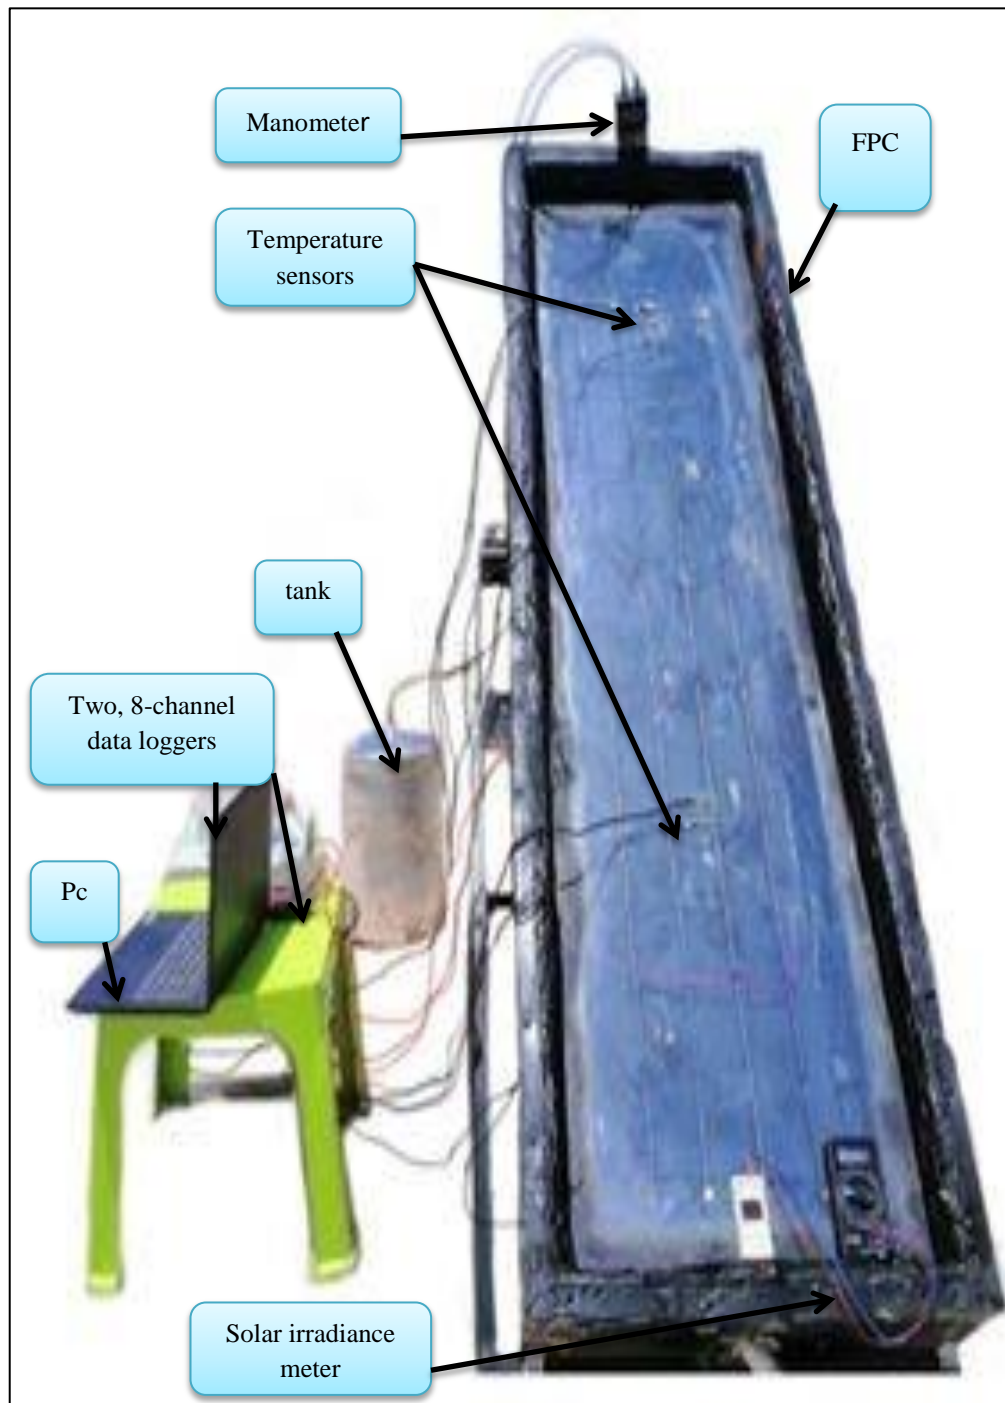 Manometer
FPC
Temperature
sensors
tank
Two, 8-channel
data loggers
Pc
Solar irradiance
meter